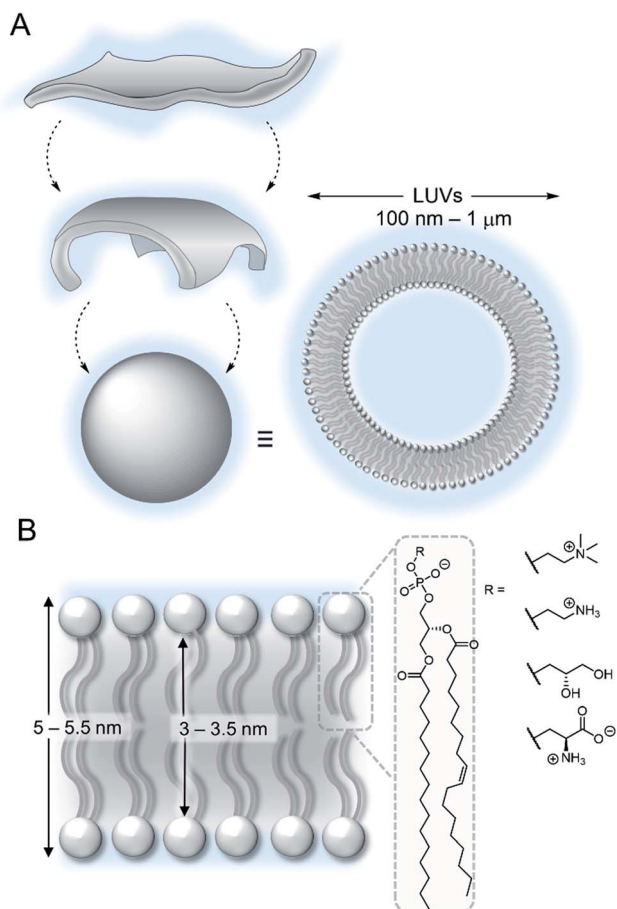 A
LUVs
100 nm – 1 μm
≡
B
5 – 5.5 nm
3 – 3.5 nm
R
O
P
O
⊖
O
O
O
O
O
O
R =
⊕
N
⊕
NH3
OH
OH
O
O
⊖
⊕
NH3